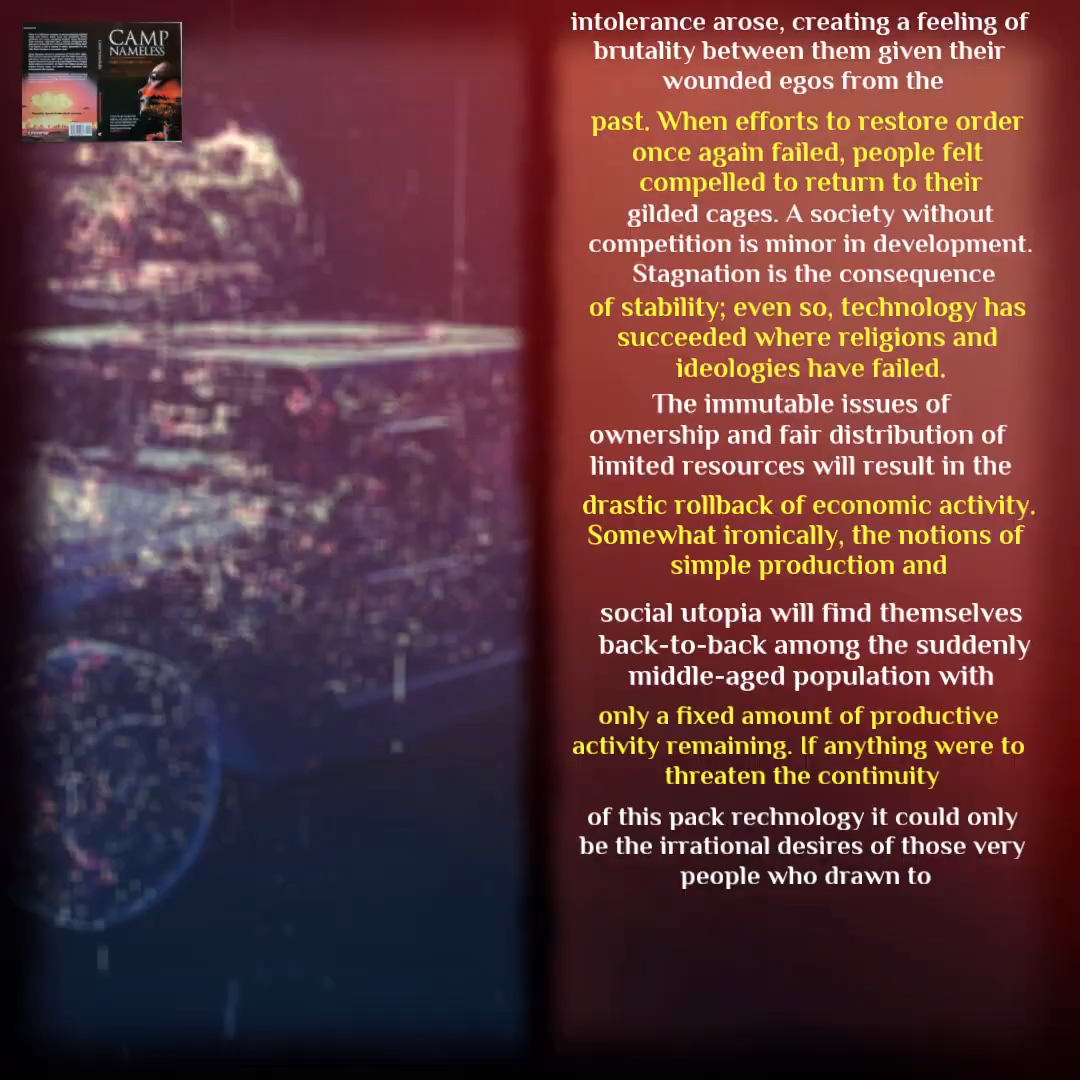 CAMP
NAMELESS
intolerance arose, creating a feeling of
brutality between them given their
wounded egos from the
past. When efforts to restore order
once again failed, people felt
compelled to return to their
gilded cages. A society without
competition is minor in development.
Stagnation is the consequence
of stability; even so, technology has
succeeded where religions and
ideologies have failed.
The immutable issues of
ownership and fair distribution of
limited resources will result in the
drastic rollback of economic activity.
Somewhat ironically, the notions of
simple production and
social utopia will find themselves
back-to-back among the suddenly
middle-aged population with
only a fixed amount of productive
activity remaining. If anything were to
threaten the continuity
of this pack rechnology it could only
be the irrational desires of those very
people who drawn to